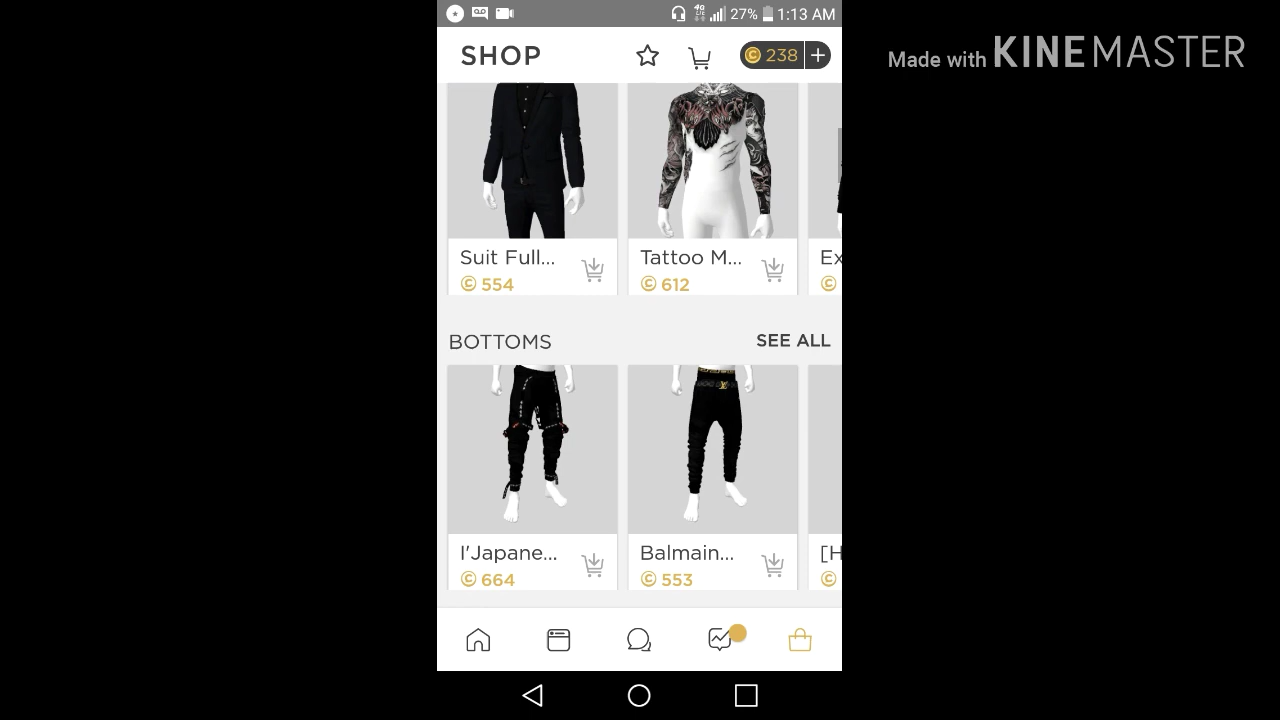 27% 1:13 AM
Made with KINEMASTER
SHOP
238 +
Suit Full...
Tattoo M...
Ex
© 554
© 612
©
BOTTOMS
SEE ALL
I'Japane...
Balmain...
[H
© 664
© 553
©